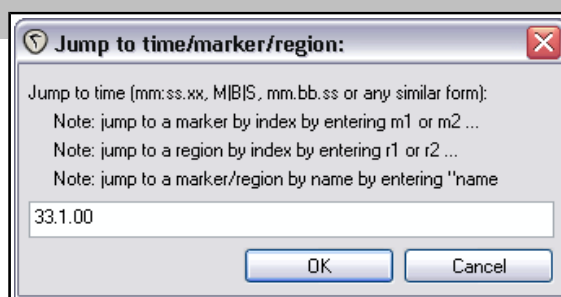 Jump to time/marker/region:
Jump to time (mm:ss.xx, M|B|S, mm.bb.ss or any similar form):
Note: jump to a marker by index by entering m1 or m2 ...
Note: jump to a region by index by entering r1 or r2 ...
Note: jump to a marker/region by name by entering "name
33.1.00
OK Cancel